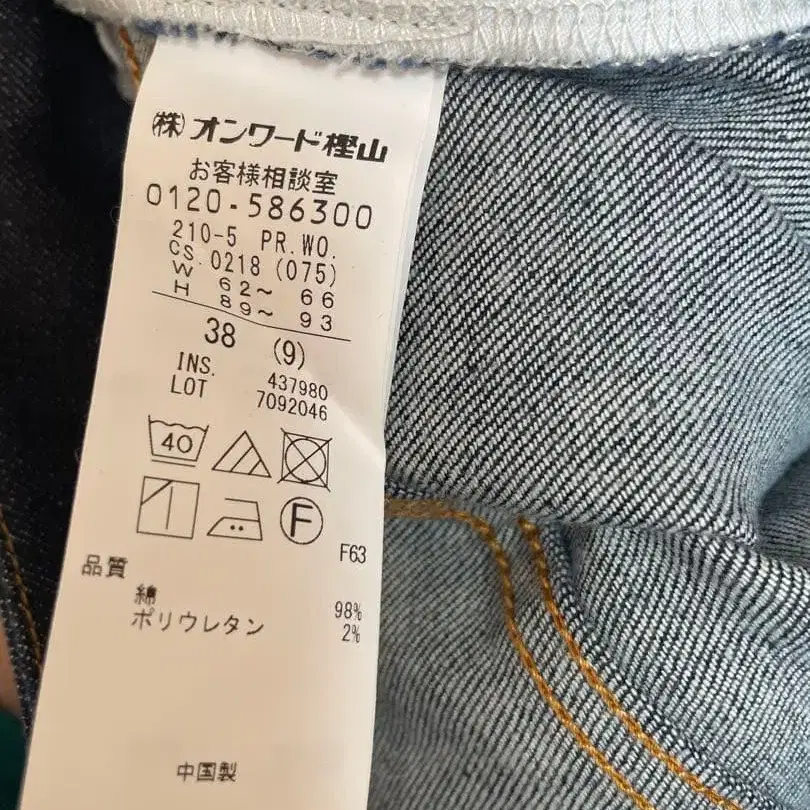 (株)オンワード樫山
お客様相談室
0120-586300
210-5 PR.WO.
CS.0218(075)
W 62〜 66
H 89〜 93
38 (9)
INS. 437980
LOT 7092046
40
F
F63
品質
綿 98%
ポリウレタン 2%
中国製